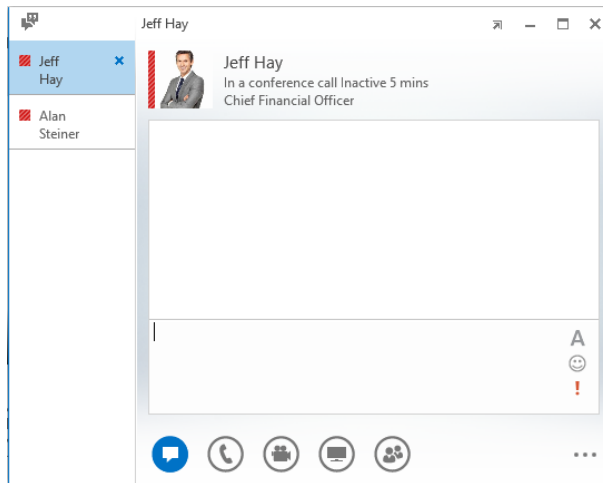 Jeff Hay
Jeff
Hay
Alan
Steiner
Jeff Hay
In a conference call Inactive 5 mins
Chief Financial Officer
A
!